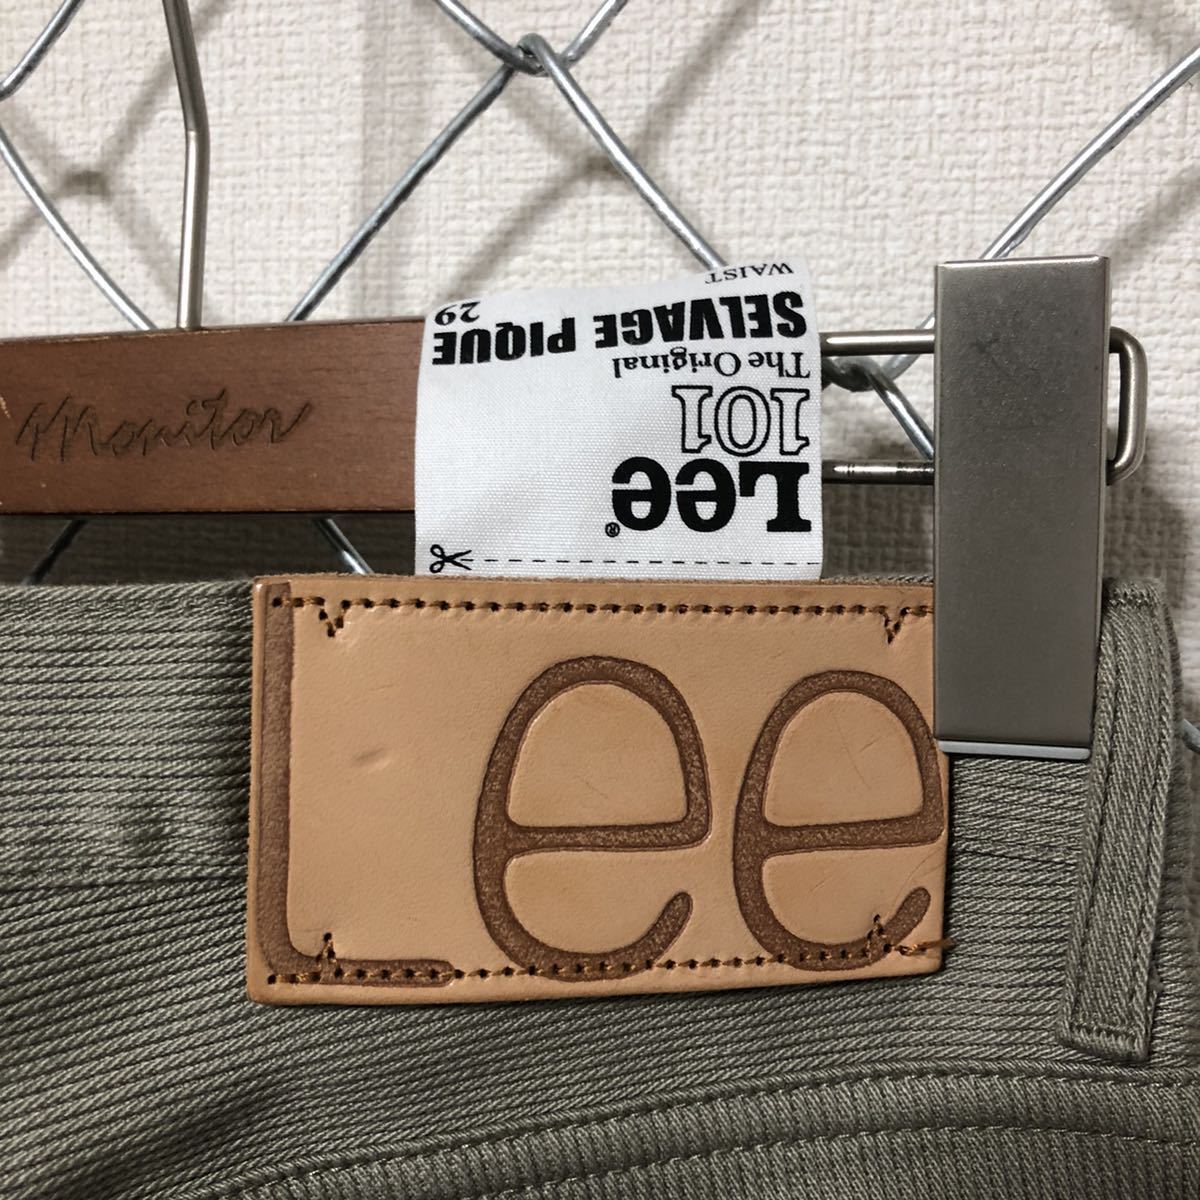 Monitor
Lee®
101
The Original
SELVAGE PIQUE
WAIST 29
Lee